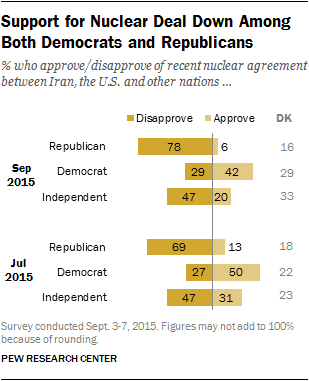 Support for Nuclear Deal Down Among
Both Democrats and Republicans
% who approve/disapprove of recent nuclear agreement
between Iran, the U.S. and other nations ...
Disapprove Approve DK
Republican 78 6 16
Sep
2015
Democrat 29 42 29
Independent 47 20 33
Republican 69 13 18
Jul
2015
Democrat 27 50 22
Independent 47 31 23
Survey conducted Sept. 3-7, 2015. Figures may not add to 100%
because of rounding.
PEW RESEARCH CENTER